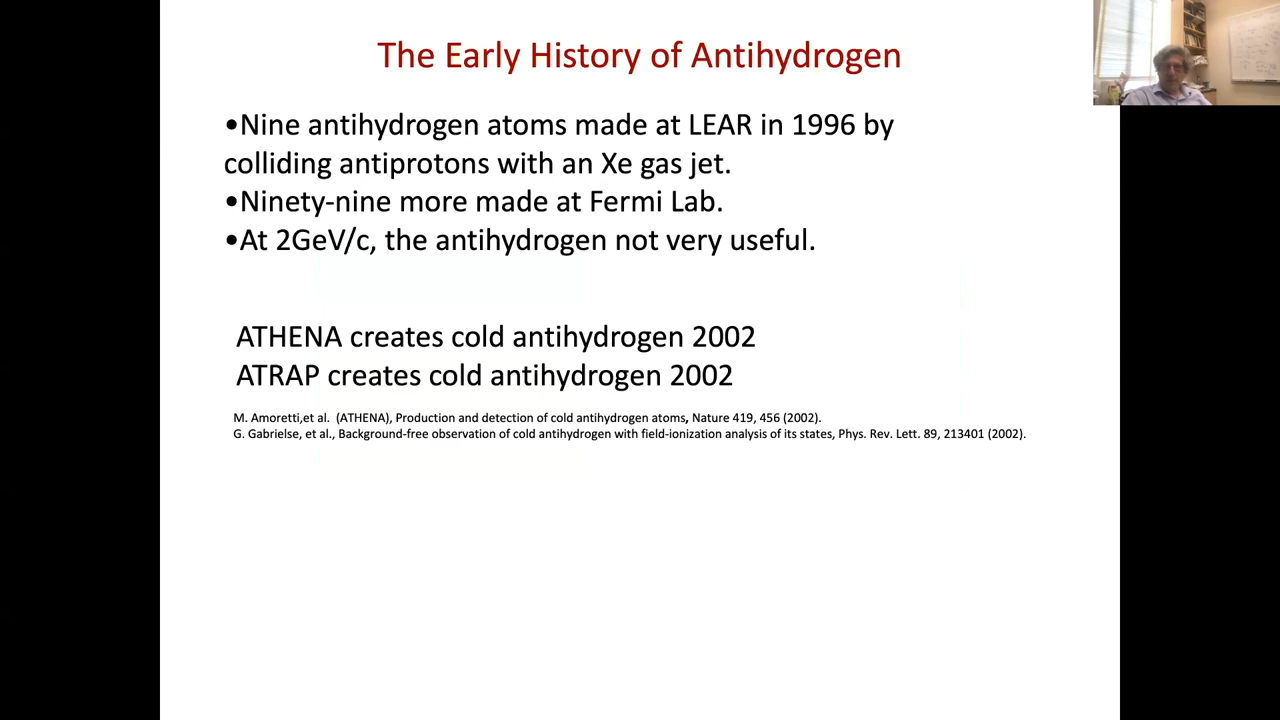 The Early History of Antihydrogen
•Nine antihydrogen atoms made at LEAR in 1996 by
colliding antiprotons with an Xe gas jet.
•Ninety-nine more made at Fermi Lab.
•At 2GeV/c, the antihydrogen not very useful.
ATHENA creates cold antihydrogen 2002
ATRAP creates cold antihydrogen 2002
M. Amoretti,et al.  (ATHENA), Production and detection of cold antihydrogen atoms, Nature 419, 456 (2002).
G. Gabrielse, et al., Background-free observation of cold antihydrogen with field-ionization analysis of its states, Phys. Rev. Lett. 89, 213401 (2002).